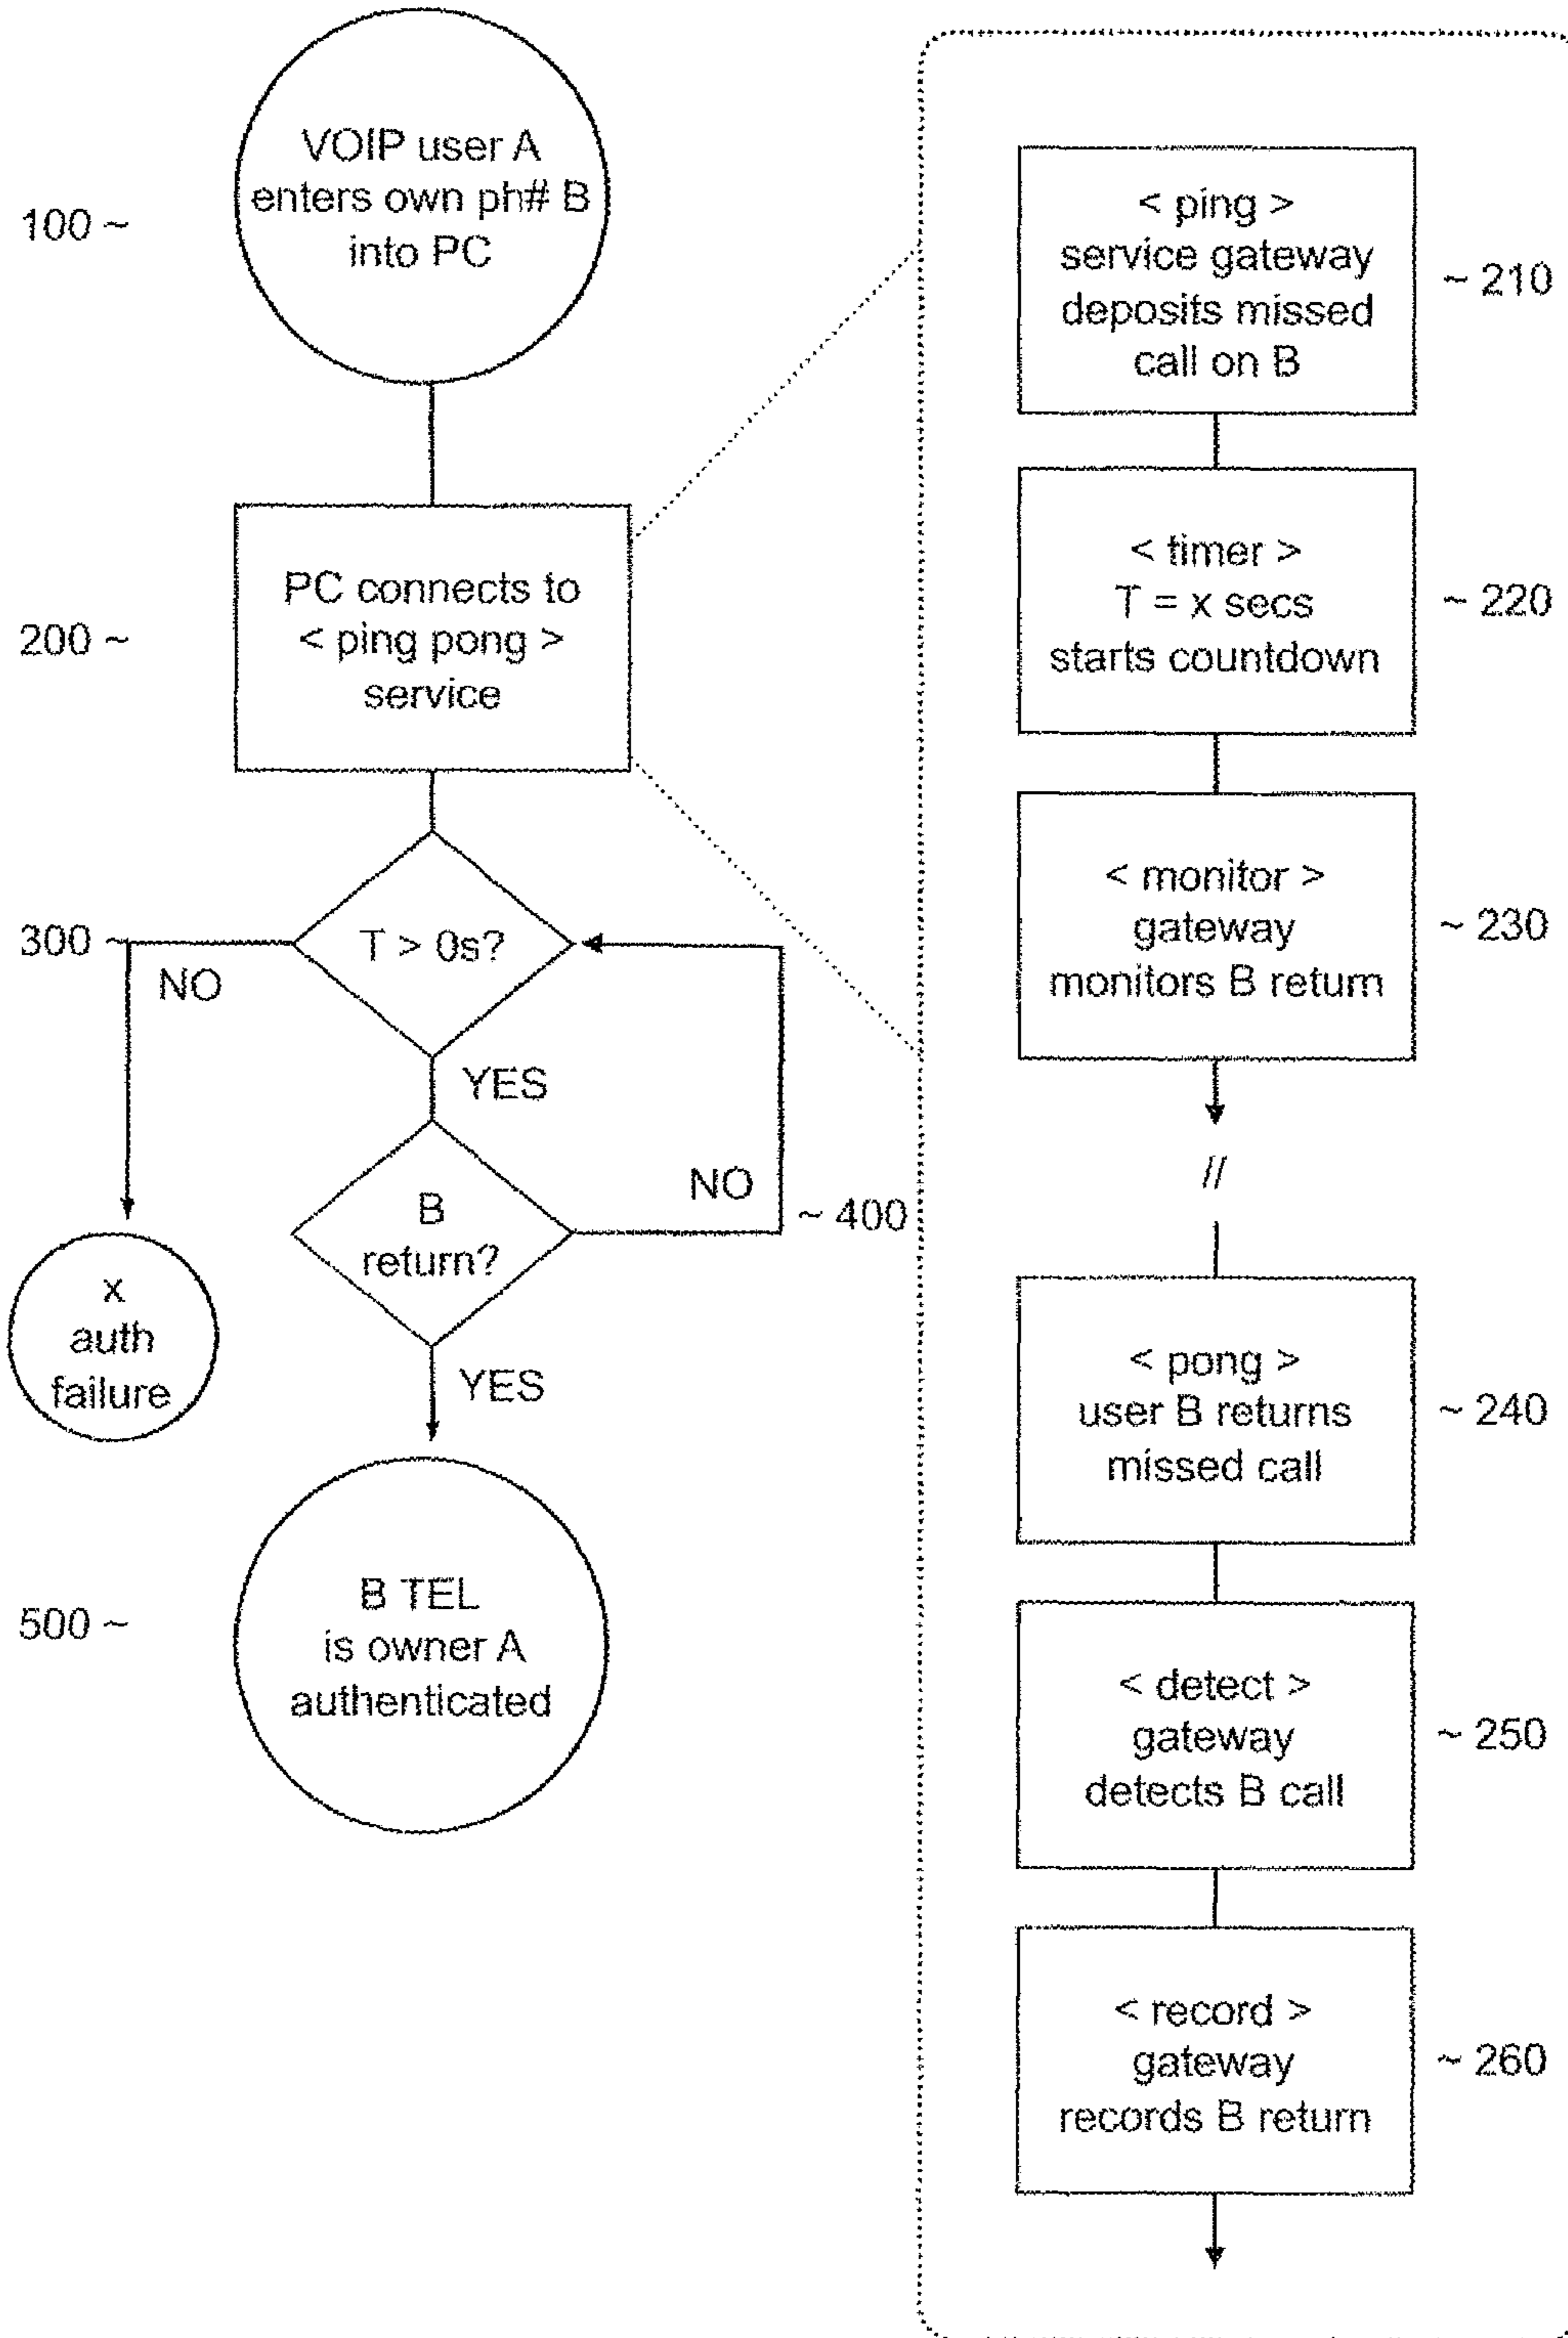 VOIP user A
enters own ph# B
into PC
100 ~
PC connects to
< ping pong >
service
200 ~
T > 0s?
300 ~
NO
YES
B
return?
NO
~ 400
YES
x
auth
failure
B TEL
is owner A
authenticated
500 ~
< ping >
service gateway
deposits missed
call on B
~ 210
< timer >
T = x secs
starts countdown
~ 220
< monitor >
gateway
monitors B return
~ 230
//
< pong >
user B returns
missed call
~ 240
< detect >
gateway
detects B call
~ 250
< record >
gateway
records B return
~ 260